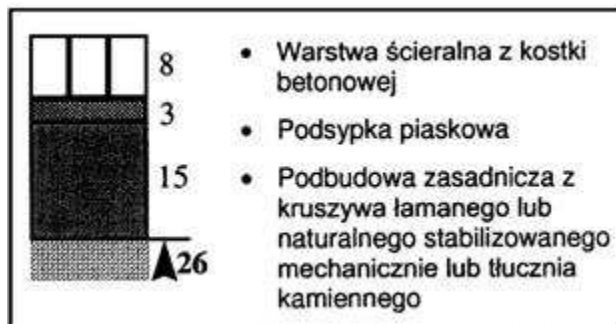 8
3
15
26
• Warstwa ścieralna z kostki
betonowej
• Podsypka piaskowa
• Podbudowa zasadnicza z
kruszywa łamanego lub
naturalnego stabilizowanego
mechanicznie lub tłucznia
kamiennego